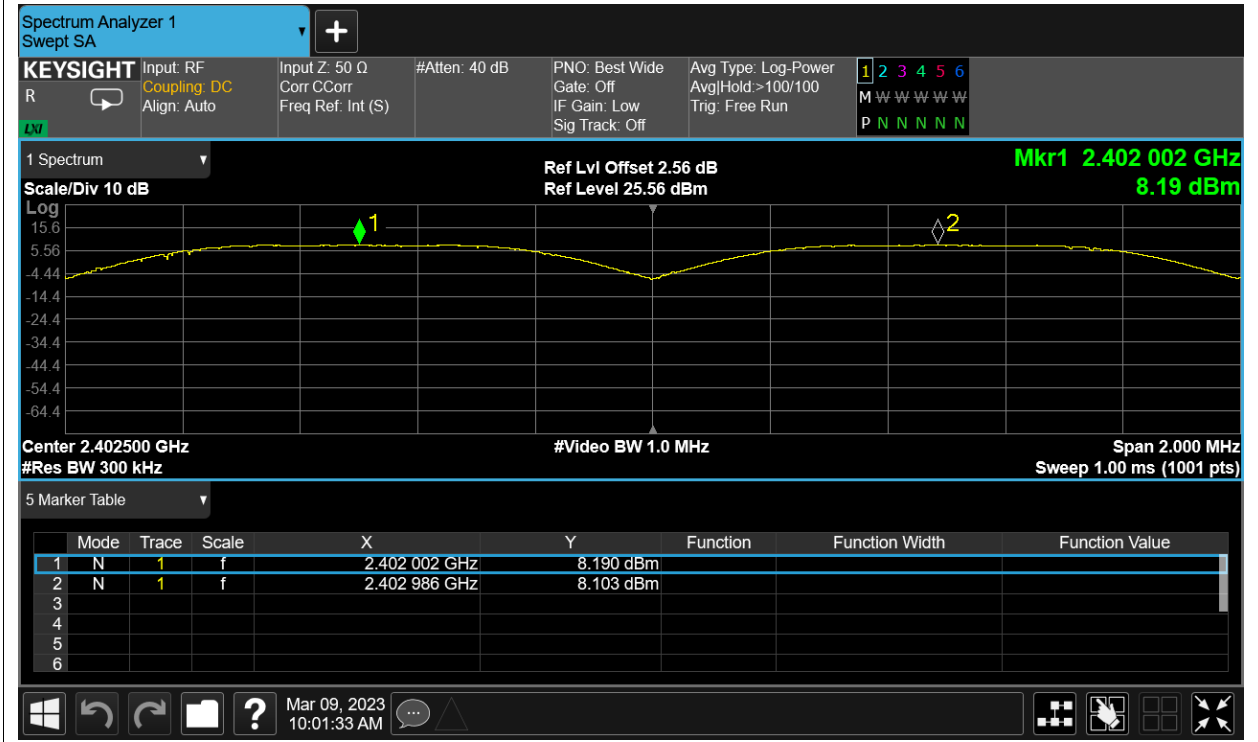 Spectrum Analyzer 1
Swept SA
+
KEYSIGHT Input: RF Input Z: 50 Ω #Atten: 40 dB PNO: Best Wide Avg Type: Log-Power 1 2 3 4 5 6
R Coupling: DC Corr CCorr Gate: Off Avg|Hold:>100/100 M W W W W W
Align: Auto Freq Ref: Int (S) IF Gain: Low Trig: Free Run
LXI Sig Track: Off P N N N N N
1 Spectrum Ref Lvl Offset 2.56 dB Mkr1 2.402 002 GHz
Scale/Div 10 dB Ref Level 25.56 dBm 8.19 dBm
Log
15.6
5.56
-4.44
-14.4
-24.4
-34.4
-44.4
-54.4
-64.4
1
2
Center 2.402500 GHz #Video BW 1.0 MHz Span 2.000 MHz
#Res BW 300 kHz Sweep 1.00 ms (1001 pts)
5 Marker Table
Mode Trace Scale X Y Function Function Width Function Value
1 N 1 f 2.402 002 GHz 8.190 dBm
2 N 1 f 2.402 986 GHz 8.103 dBm
3
4
5
6
? Mar 09, 2023
10:01:33 AM